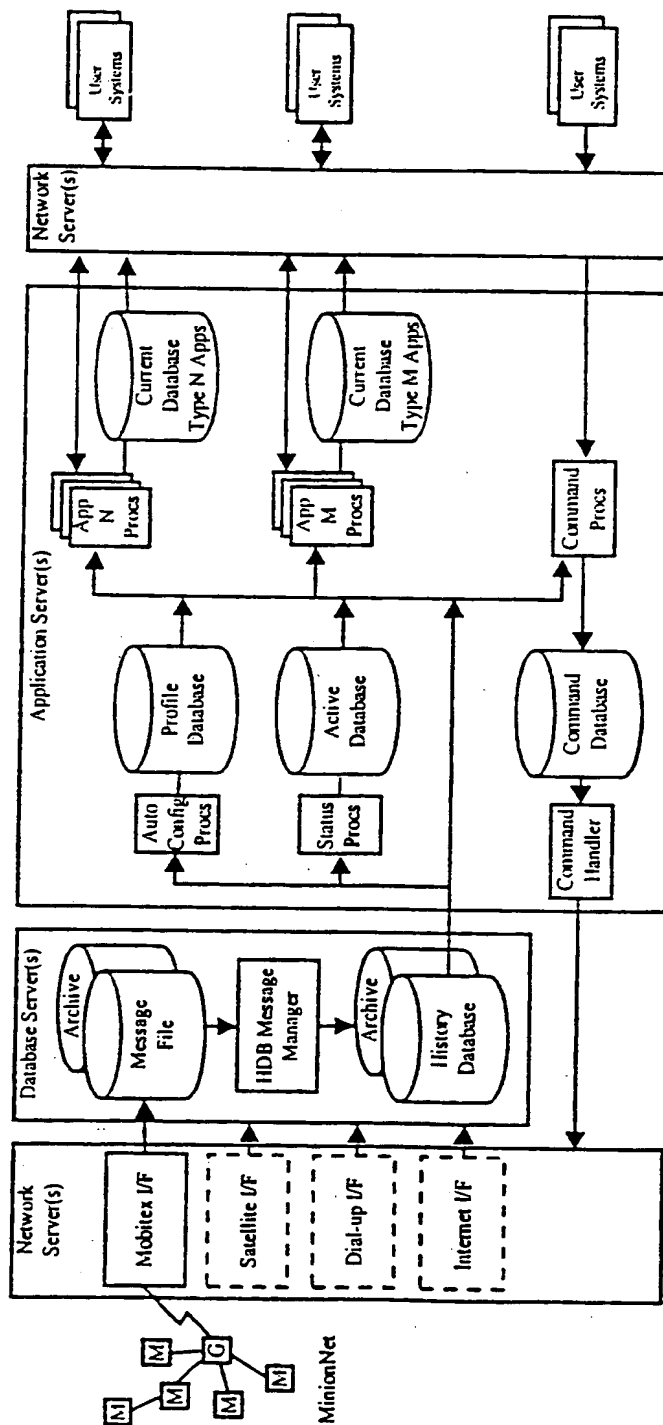 MinionNet
M
M
M
M
M
G
Network
Server(s)
Mobitex I/F
Satellite I/F
Dial-up I/F
Internet I/F
Database Server(s)
Archive
Message
File
HDB Message
Manager
Archive
History
Database
Application Server(s)
Auto
Config
Procs
Profile
Database
Status
Procs
Active
Database
Command
Handler
Command
Database
App
N
Procs
Current
Database
Type N Apps
App
M
Procs
Current
Database
Type M Apps
Command
Procs
Network
Server(s)
User
Systems
User
Systems
User
Systems